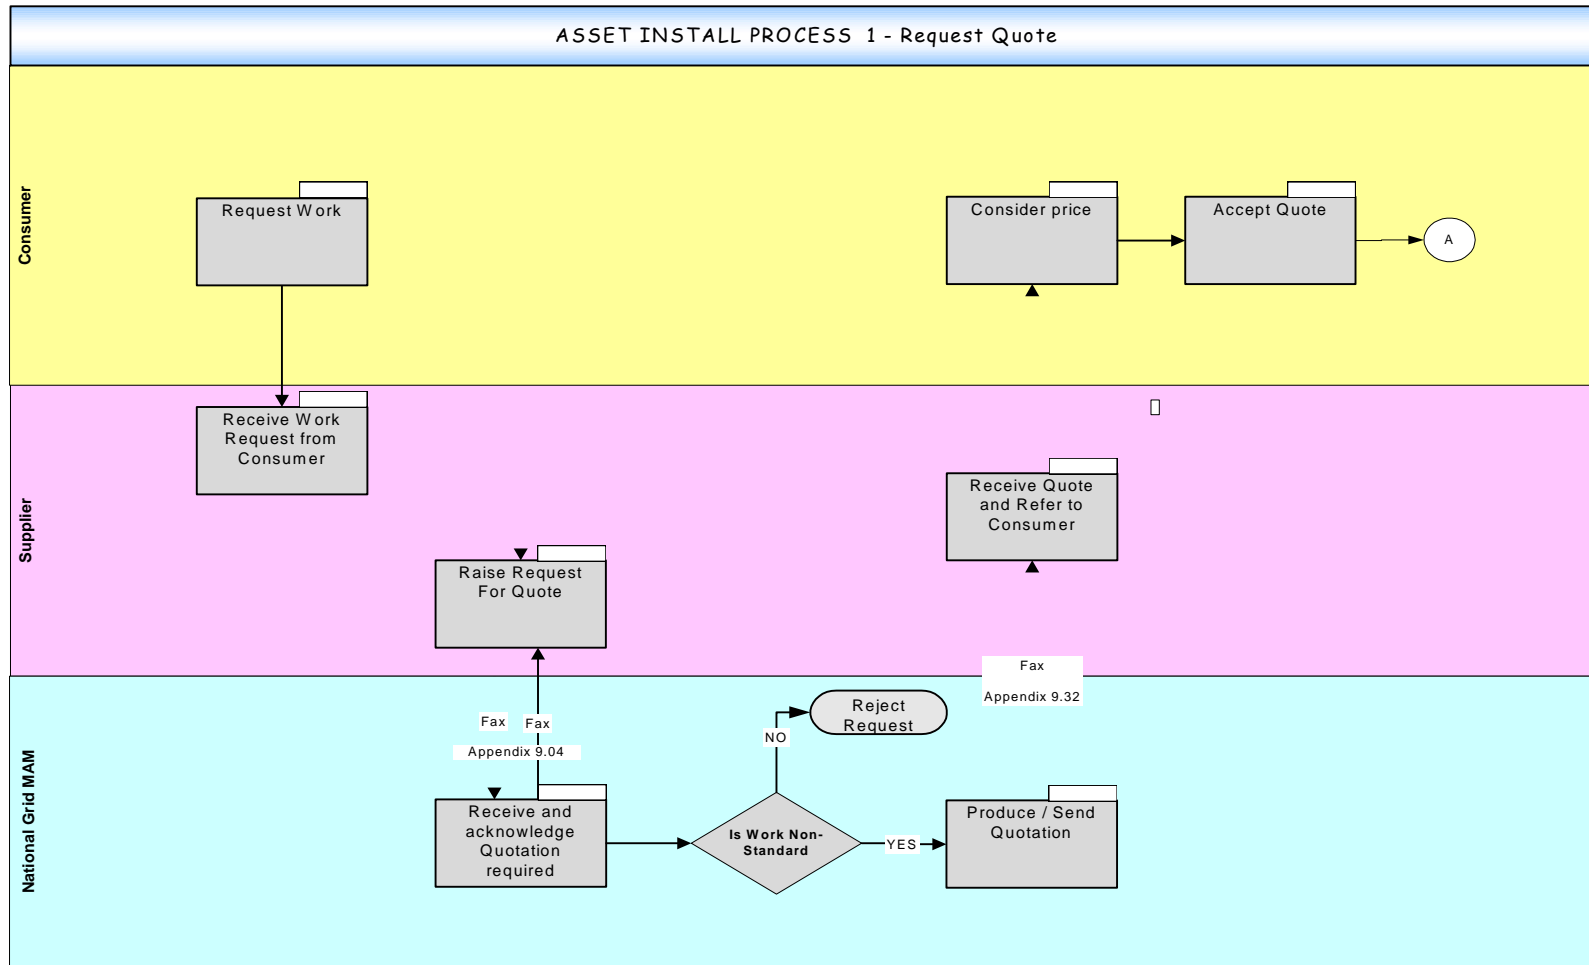 ASSET INSTALL PROCESS 1 - Request Quote
Consumer
Request Work
Consider price
Accept Quote
A
Supplier
Receive Work
Request from
Consumer
Receive Quote
and Refer to
Consumer
Raise Request
For Quote
Fax
Appendix 9.32
National Grid MAM
Fax Fax
Appendix 9.04
Reject
Request
NO
Receive and
acknowledge
Quotation
required
Is Work Non-
Standard
YES
Produce / Send
Quotation